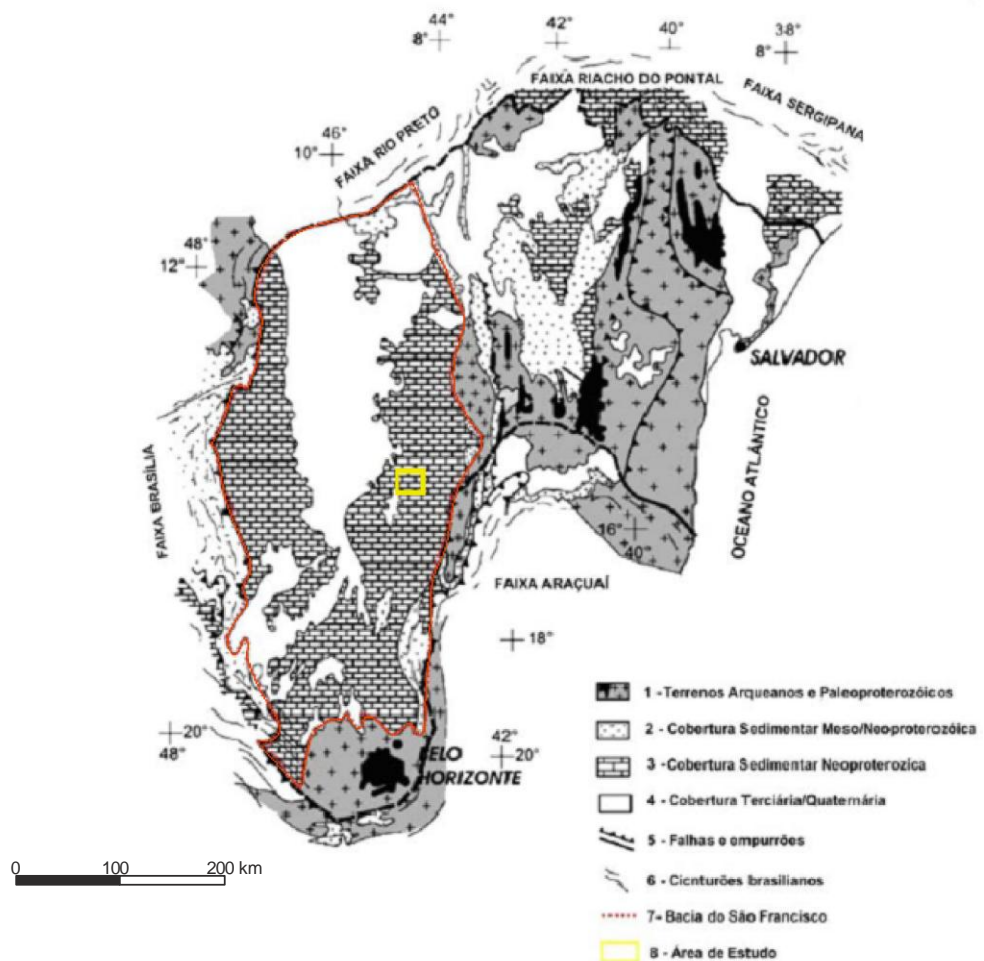 44°
8°
42°
40°
38°
8°
FAIXA RIACHO DO PONTAL
FAIXA SERGIPANA
FAIXA RIO PRETO
46°
10°
48°
12°
SALVADOR
OCEANO ATLÂNTICO
FAIXA BRASÍLIA
16°
40°
FAIXA ARAÇUAÍ
18°
20°
48°
42°
20°
BELO
HORIZONTE
1 - Terrenos Arqueanos e Paleoproterozóicos
2 - Cobertura Sedimentar Meso/Neoproterozóica
3 - Cobertura Sedimentar Neoproterozica
4 - Cobertura Terciária/Quaternária
5 - Falhas e empurrões
6 - Cinturões brasilianos
7- Bacia do São Francisco
8 - Área de Estudo
0 100 200 km